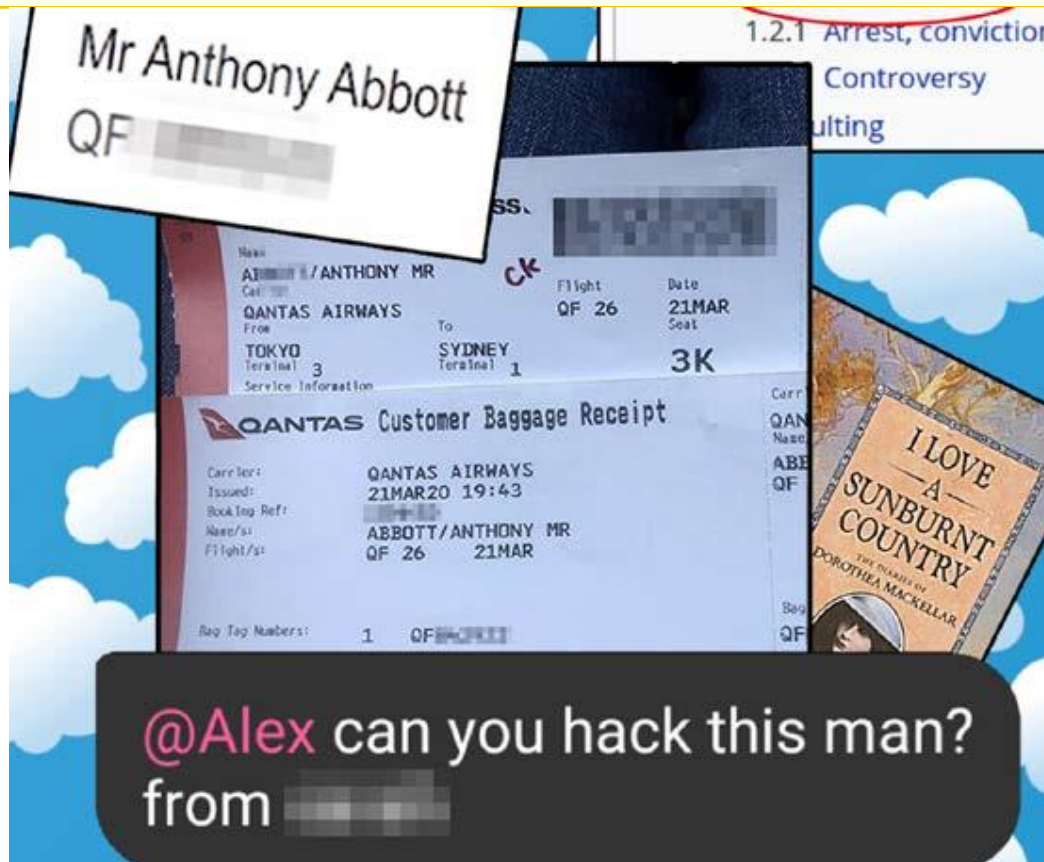 Mr Anthony Abbott
QF
1.2.1 Arrest, conviction
Controversy
ulting
SS.
Name
/ANTHONY MR
CK
Flight
Date
QANTAS AIRWAYS
QF 26
21MAR
From
To
Seat
TOKYO
SYDNEY
3K
Terminal 3
Terminal 1
Service Information
QANTAS Customer Baggage Receipt
Carrier:
QANTAS AIRWAYS
Issued:
21MAR20 19:43
Booking Ref:
Name/s:
ABBOTT/ANTHONY MR
Flight/s:
QF 26 21MAR
Bag Tag Numbers:
1 QF
Carr
QAN
Name
ABB
QF
Bag
QF
I LOVE
A
SUNBURNT
COUNTRY
THE DIARIES OF
DOROTHEA MACKELLAR
@Alex can you hack this man?
from